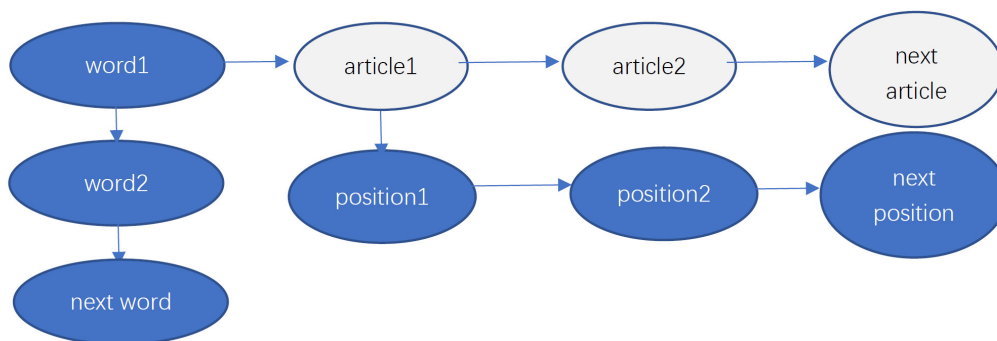 word1
article1
article2
next
article
word2
position1
position2
next
position
next word